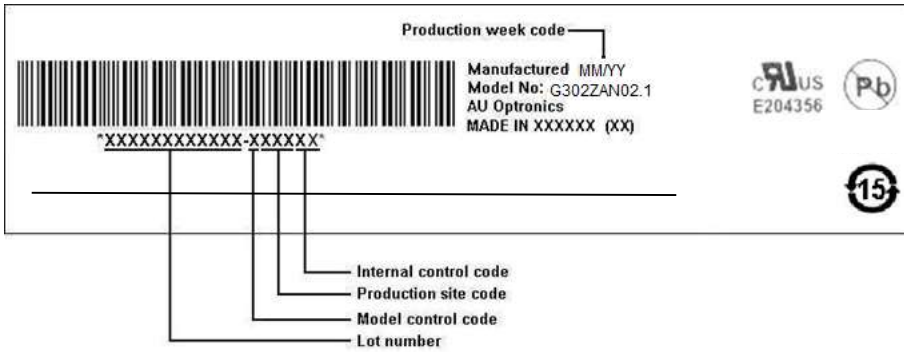 Production week code
Manufactured MM/YY
Model No: G302ZAN02.1
AU Optronics
MADE IN XXXXXX (XX)
*XXXXXXXXXXXX-XXXXXX*
c RU US
E204356
Pb
15
Internal control code
Production site code
Model control code
Lot number